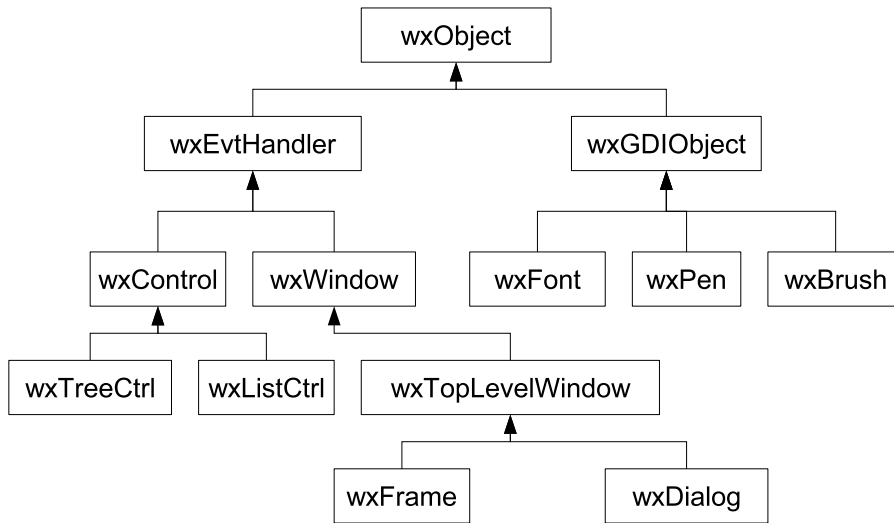 wxObject
wxEvtHandler
wxGDIObject
wxControl
wxWindow
wxFont
wxPen
wxBrush
wxTreeCtrl
wxListCtrl
wxTopLevelWindow
wxFrame
wxDialog